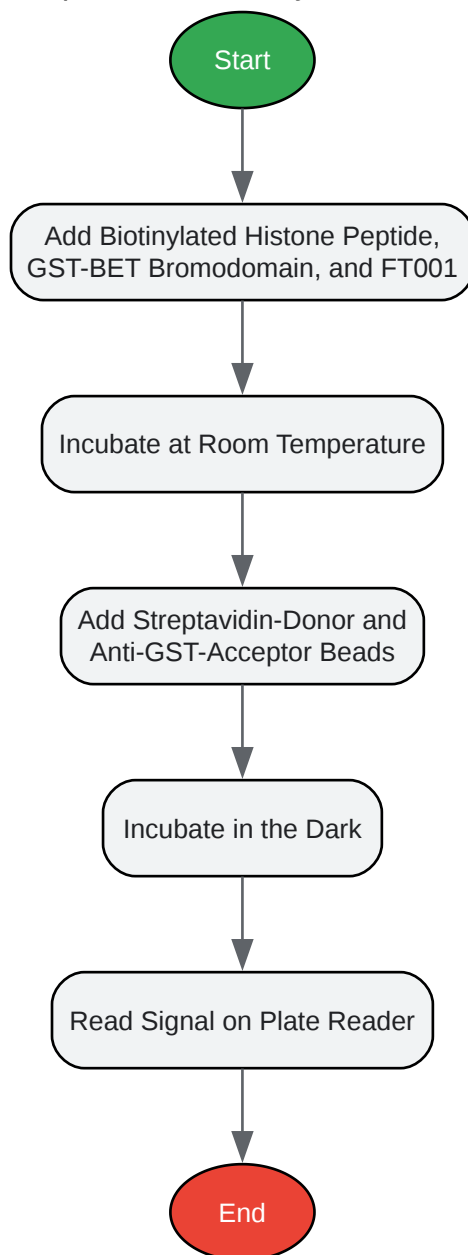 Start
Add Biotinylated Histone Peptide,
GST-BET Bromodomain, and FT001
Incubate at Room Temperature
Add Streptavidin-Donor and
Anti-GST-Acceptor Beads
Incubate in the Dark
Read Signal on Plate Reader
End